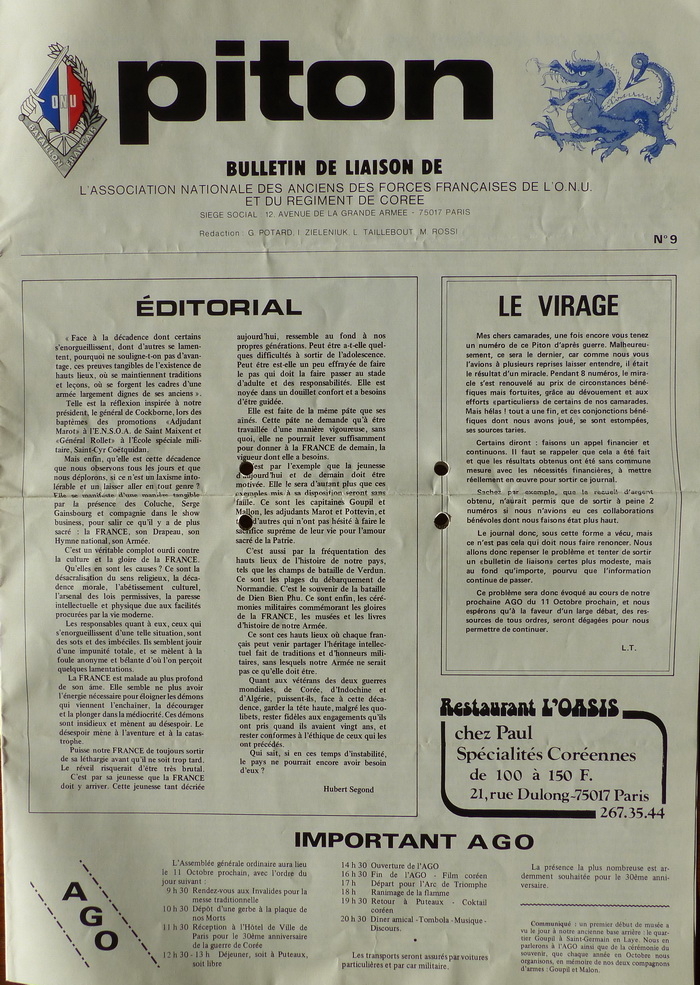 ONU
BATAILLON FRANÇAIS
piton
BULLETIN DE LIAISON DE
L'ASSOCIATION NATIONALE DES ANCIENS DES FORCES FRANÇAISES DE L'O.N.U.
ET DU REGIMENT DE COREE
SIEGE SOCIAL 12. AVENUE DE LA GRANDE ARMEE - 75017 PARIS
Redaction : G. POTARD. I. ZIELENIUK. L. TAILLEBOUT. M. ROSSI
N° 9
ÉDITORIAL
« Face à la décadence dont certains
s'enorgueillissent, dont d'autres se lamen-
tent, pourquoi ne souligne-t-on pas d'avan-
tage, ces preuves tangibles de l'existence de
hauts lieux, où se maintiennent traditions
et leçons, où se forgent les cadres d'une
armée largement dignes de ses anciens ».
Telle est la réflexion inspirée à notre
président, le général de Cockborne, lors des
baptêmes des promotions «Adjudant
Marot» à l'E.N.S.O.A. de Saint Maixent et
«Général Rollet» à l'École spéciale mili-
taire, Saint-Cyr Coëtquidan.
Mais enfin, qu'elle est cette décadence
que nous observons tous les jours et que
nous déplorons, si ce n'est un laxisme into-
lérable et un laisser aller en tout genre ?
Elle se manifeste d'une manière tangible
par la présence des Coluche, Serge
Gainsbourg et compagnie dans le show
business, pour salir ce qu'il y a de plus
sacré : la FRANCE, son Drapeau, son
Hymne national, son Armée.
C'est un véritable complot ourdi contre
la culture et la gloire de la FRANCE.
Qu'elles en sont les causes ? Ce sont la
désacralisation du sens religieux, la déca-
dence morale, l'abêtissement culturel,
l'arsenal des lois permissives, la paresse
intellectuelle et physique due aux facilités
procurées par la vie moderne.
Les responsables quant à eux, ceux qui
s'enorgueillissent d'une telle situation, sont
des sots et des imbéciles. Ils semblent jouir
d'une impunité totale, et se mêlent à la
foule anonyme et bêlante d'où l'on perçoit
quelques lamentations.
La FRANCE est malade au plus profond
de son âme. Elle semble ne plus avoir
l'énergie nécessaire pour éloigner les démons
qui viennent l'enchaîner, la décourager
et la plonger dans la médiocrité. Ces démons
sont insidieux et mènent au désespoir. Le
désespoir mène à l'aventure et à la catas-
trophe.
Puisse notre FRANCE de toujours sortir
de sa léthargie avant qu'il ne soit trop tard.
Le réveil risquerait d'être très brutal.
C'est par sa jeunesse que la FRANCE
doit y arriver. Cette jeunesse tant décriée
aujourd'hui, ressemble au fond à nos
propres générations. Peut être a-t-elle quel-
ques difficultés à sortir de l'adolescence.
Peut être est-elle un peu effrayée de faire
le pas qui doit la faire passer au stade
d'adulte et des responsabilités. Elle est
noyée dans un douillet confort et a besoins
d'être guidée.
Elle est faite de la même pâte que ses
aînés. Cette pâte ne demande qu'à être
travaillée d'une manière vigoureuse, sans
quoi, elle ne pourrait lever suffisamment
pour donner à la FRANCE de demain, la
vigueur dont elle a besoins.
C'est par l'exemple que la jeunesse
d'aujourd'hui et de demain doit être
motivée. Elle le sera d'autant plus que ces
exemples mis à sa disposition seront sans
faille. Ce sont les capitaines Goupil et
Mallon, les adjudants Marot et Pottevin, et
tant d'autres qui n'ont pas hésité à faire le
sacrifice suprême de leur vie pour l'amour
sacré de la Patrie.
C'est aussi par la fréquentation des
hauts lieux de l'histoire de notre pays,
tels que les champs de bataille de Verdun.
Ce sont les plages du débarquement de
Normandie. C'est le souvenir de la bataille
de Dien Bien Phu. Ce sont enfin, les céré-
monies militaires commémorant les gloires
de la FRANCE, les musées et les livres
d'histoire de notre Armée.
Ce sont ces hauts lieux où chaque fran-
çais peut venir partager l'héritage intellec-
tuel fait de traditions et d'honneurs mili-
taires, sans lesquels notre Armée ne serait
pas ce qu'elle doit être.
Quant aux vétérans des deux guerres
mondiales, de Corée, d'Indochine et
d'Algérie, puissent-ils, face à cette déca-
dence, garder la tête haute, malgré les quo-
libets, rester fidèles aux engagements qu'ils
ont pris quand ils avaient vingt ans, et
rester conformes à l'éthique de ceux qui les
ont précédés.
Qui sait, si en ces temps d'instabilité,
le pays ne pourrait encore avoir besoin
d'eux ?
Hubert Segond
LE VIRAGE
Mes chers camarades, une fois encore vous tenez
un numéro de ce Piton d'après guerre. Malheureu-
sement, ce sera le dernier, car comme nous vous
l'avions à plusieurs reprises laisser entendre, il était
le résultat d'un miracle. Pendant 8 numéros, le mira-
cle s'est renouvelé au prix de circonstances béné-
fiques mais fortuites, grâce au dévouement et aux
efforts «particuliers» de certains de nos camarades.
Mais hélas ! tout a une fin, et ces conjonctions béné-
fiques dont nous avons joué, se sont estompées,
ses sources taries.
Certains diront : faisons un appel financier et
continuons. Il faut se rappeler que cela a été fait
et que les résultats obtenus ont été sans commune
mesure avec les nécessités financières, à mettre
réellement en œuvre pour sortir ce journal.
Sachez par exemple, que le recueil d'argent
obtenu, n'aurait permis que de sortir à peine 2
numéros si nous n'avions eu ces collaborations
bénévoles dont nous faisons état plus haut.
Le journal donc, sous cette forme a vécu, mais
ce n'est pas cela qui doit nous faire renoncer. Nous
allons donc repenser le problème et tenter de sortir
un «bulletin de liaison» certes plus modeste, mais
au fond qu'importe, pourvu que l'information
continue de passer.
Ce problème sera donc évoqué au cours de notre
prochaine AGO du 11 Octobre prochain, et nous
espérons qu'à la faveur d'un large débat, des res-
sources de tous ordres, seront dégagées pour nous
permettre de continuer.
L.T.
Restaurant L'OASIS
chez Paul
Spécialités Coréennes
de 100 à 150 F.
21, rue Dulong-75017 Paris
267.35.44
IMPORTANT AGO
AGO
L'Assemblée générale ordinaire aura lieu
le 11 Octobre prochain, avec l'ordre du
jour suivant :
9 h 30 Rendez-vous aux Invalides pour la
messe traditionnelle
10 h 30 Dépôt d'une gerbe à la plaque de
nos Morts
11 h 30 Réception à l'Hôtel de Ville de
Paris pour le 30ème anniversaire
de la guerre de Corée
12 h 30 - 13 h. Déjeuner, soit à Puteaux,
soit libre
14 h 30 Ouverture de l'AGO
16 h 30 Fin de l'AGO - Film coréen
17 h Départ pour l'Arc de Triomphe
18 h Ranimage de la flamme
19 h 30 Retour à Puteaux - Coktail
coréen
20 h 30 Diner amical - Tombola - Musique -
Discours.
Les transports seront assurés par voitures
particulières et par car militaire.
La présence la plus nombreuse est ar-
demment souhaitée pour le 30ème anni-
versaire.
Communiqué : un premier début de musée a
vu le jour à notre ancienne base arrière : le quar-
tier Goupil à Saint-Germain en Laye. Nous en
parlerons à l'AGO ainsi que de la cérémonie du
souvenir, que chaque année en Octobre nous
organisons, en mémoire de nos deux compagnons
d'armes : Goupil et Malon.